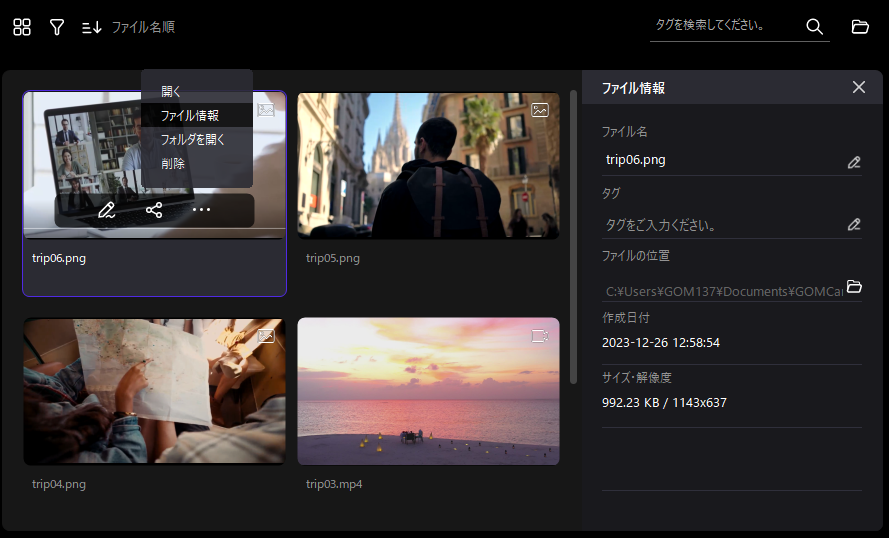 ファイル名順
タグを検索してください。
開く
ファイル情報
フォルダを開く
削除
trip06.png
trip05.png
trip04.png
trip03.mp4
ファイル情報
ファイル名
trip06.png
タグ
タグをご入力ください。
ファイルの位置
C:¥Users¥GOM137¥Documents¥GOMCa
作成日付
2023-12-26 12:58:54
サイズ・解像度
992.23 KB / 1143x637